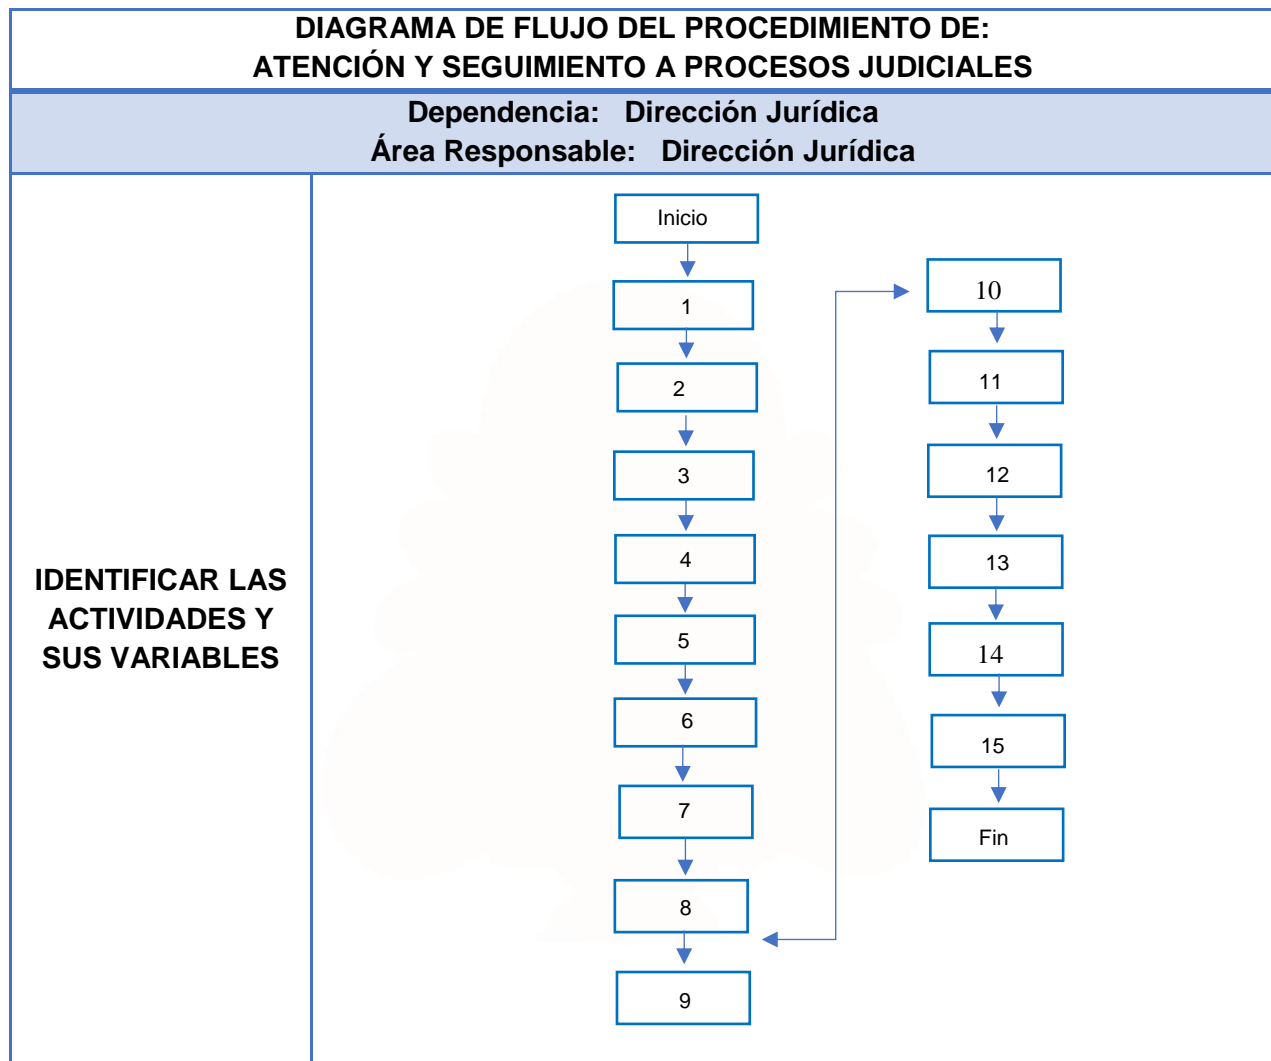 DIAGRAMA DE FLUJO DEL PROCEDIMIENTO DE:
ATENCIÓN Y SEGUIMIENTO A PROCESOS JUDICIALES
Dependencia: Dirección Jurídica
Área Responsable: Dirección Jurídica
IDENTIFICAR LAS
ACTIVIDADES Y
SUS VARIABLES
Inicio
1
2
3
4
5
6
7
8
9
10
11
12
13
14
15
Fin